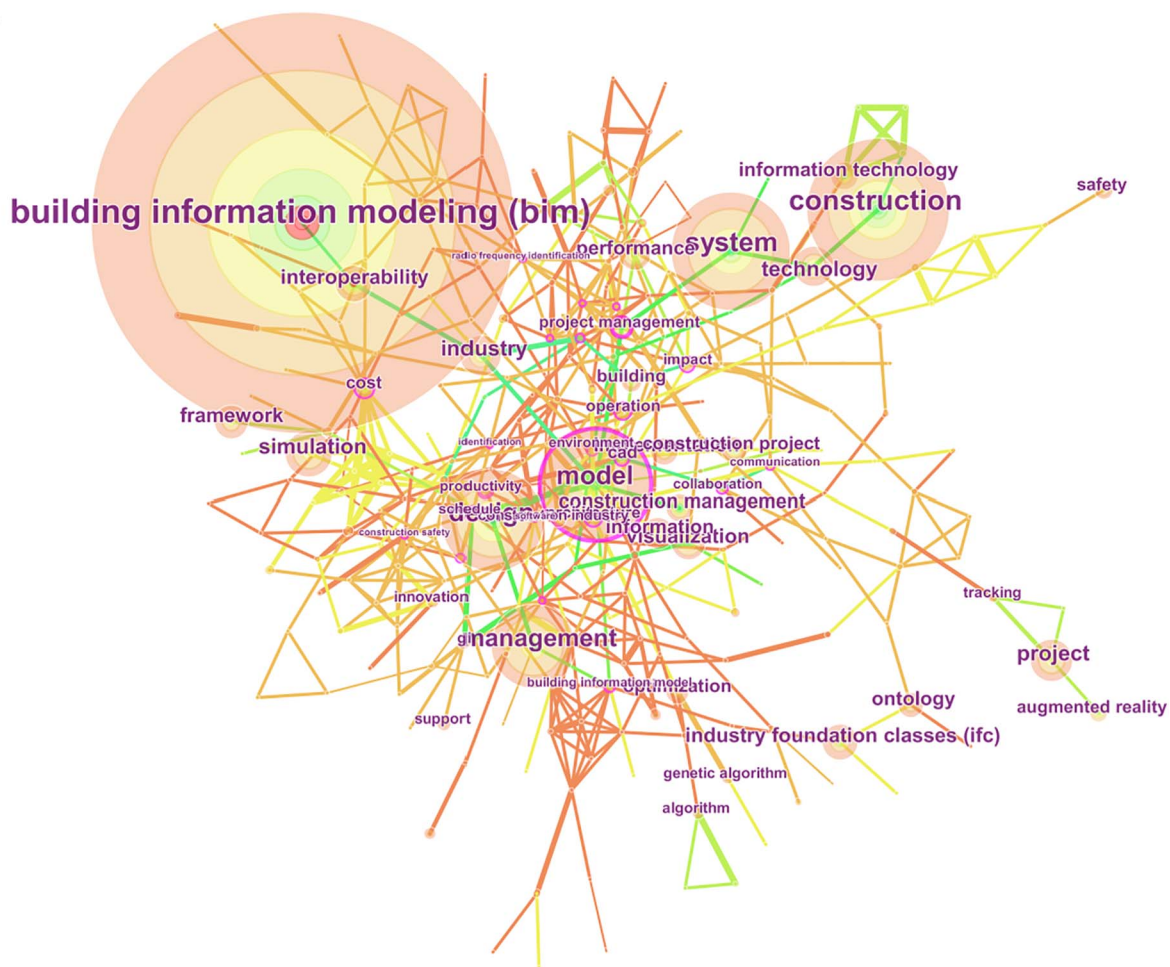 information technology
safety
construction
building information modeling (bim)
system
performance
radio frequency identification
technology
interoperability
project management
industry
impact
building
cost
operation
framework
identification
environment
construction project
simulation
cad
communication
model
collaboration
productivity
construction management
schedule
design
software
industry
information
construction safety
visualization
tracking
innovation
management
project
building information model
optimization
ontology
augmented reality
support
industry foundation classes (ifc)
genetic algorithm
algorithm